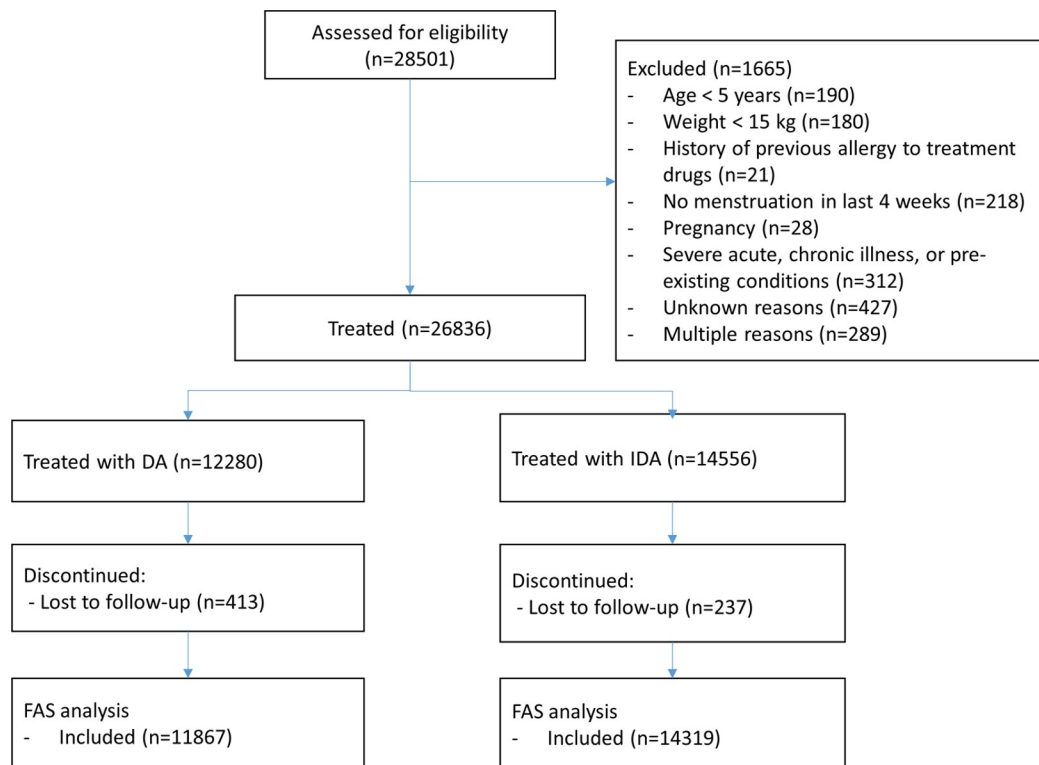 Assessed for eligibility
(n=28501)
Excluded (n=1665)
- Age < 5 years (n=190)
- Weight < 15 kg (n=180)
- History of previous allergy to treatment
drugs (n=21)
- No menstruation in last 4 weeks (n=218)
- Pregnancy (n=28)
- Severe acute, chronic illness, or pre-
existing conditions (n=312)
- Unknown reasons (n=427)
- Multiple reasons (n=289)
Treated (n=26836)
Treated with DA (n=12280)
Treated with IDA (n=14556)
Discontinued:
- Lost to follow-up (n=413)
Discontinued:
- Lost to follow-up (n=237)
FAS analysis
- Included (n=11867)
FAS analysis
- Included (n=14319)